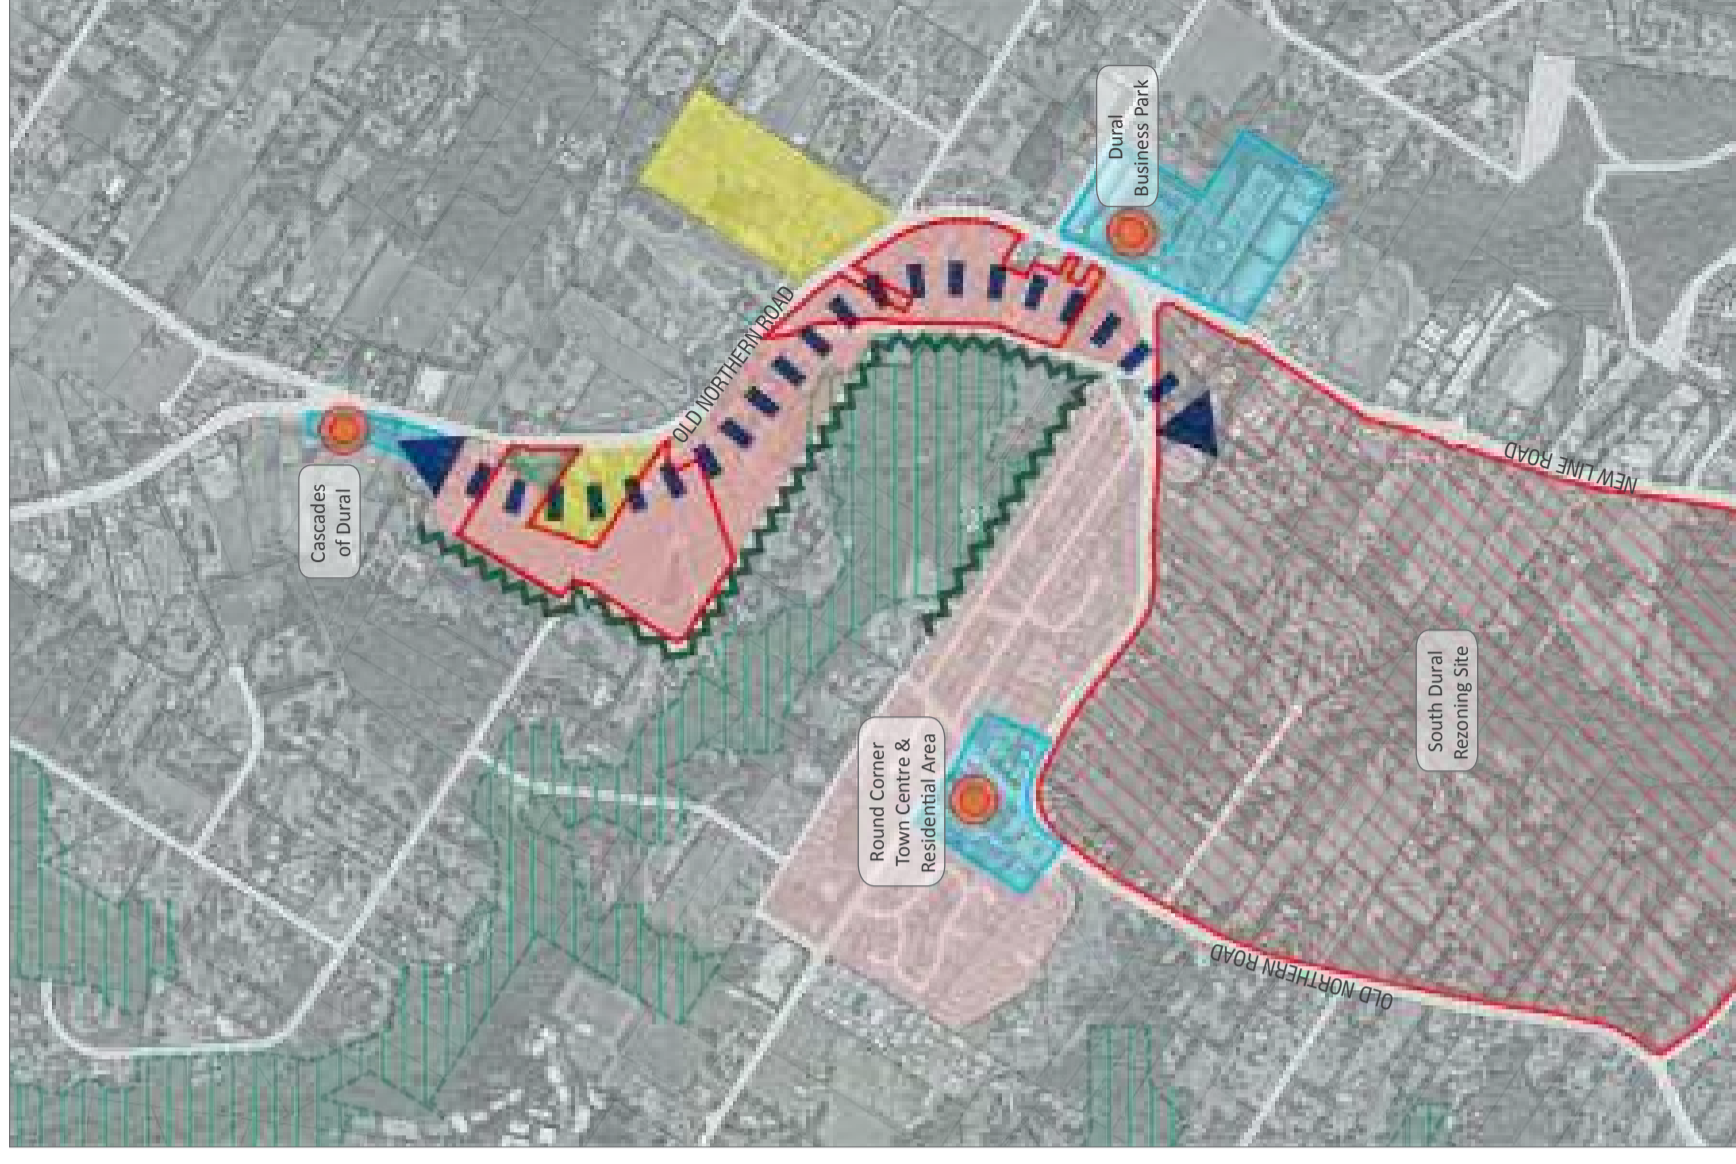 Dural
Business Park
OLD NORTHERN ROAD
Cascades
of Dural
NEW LINE ROAD
South Dural
Rezoning Site
Round Corner
Town Centre &
Residential Area
OLD NORTHERN ROAD